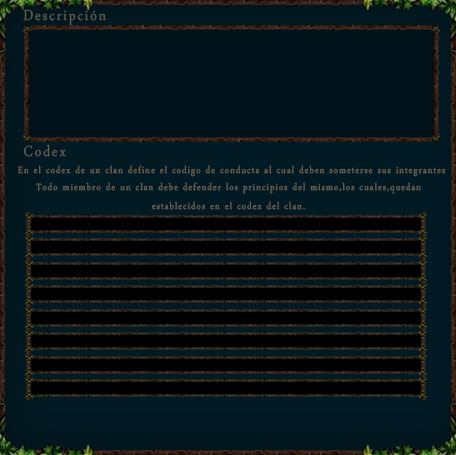 Descripción
Codex
En el codex de un clan define el codigo de conducta al cual deben someterse sus integrantes
Todo miembro de un clan debe defender los principios del mismo,los cuales,quedan
establecidos en el codex del clan.